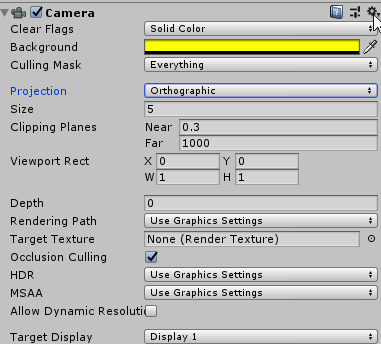 Camera
Clear Flags Solid Color
Background
Culling Mask Everything
Projection Orthographic
Size 5
Clipping Planes Near 0.3
Far 1000
Viewport Rect X 0 Y 0
W 1 H 1
Depth 0
Rendering Path Use Graphics Settings
Target Texture None (Render Texture)
Occlusion Culling
HDR Use Graphics Settings
MSAA Use Graphics Settings
Allow Dynamic Resolutio
Target Display Display 1